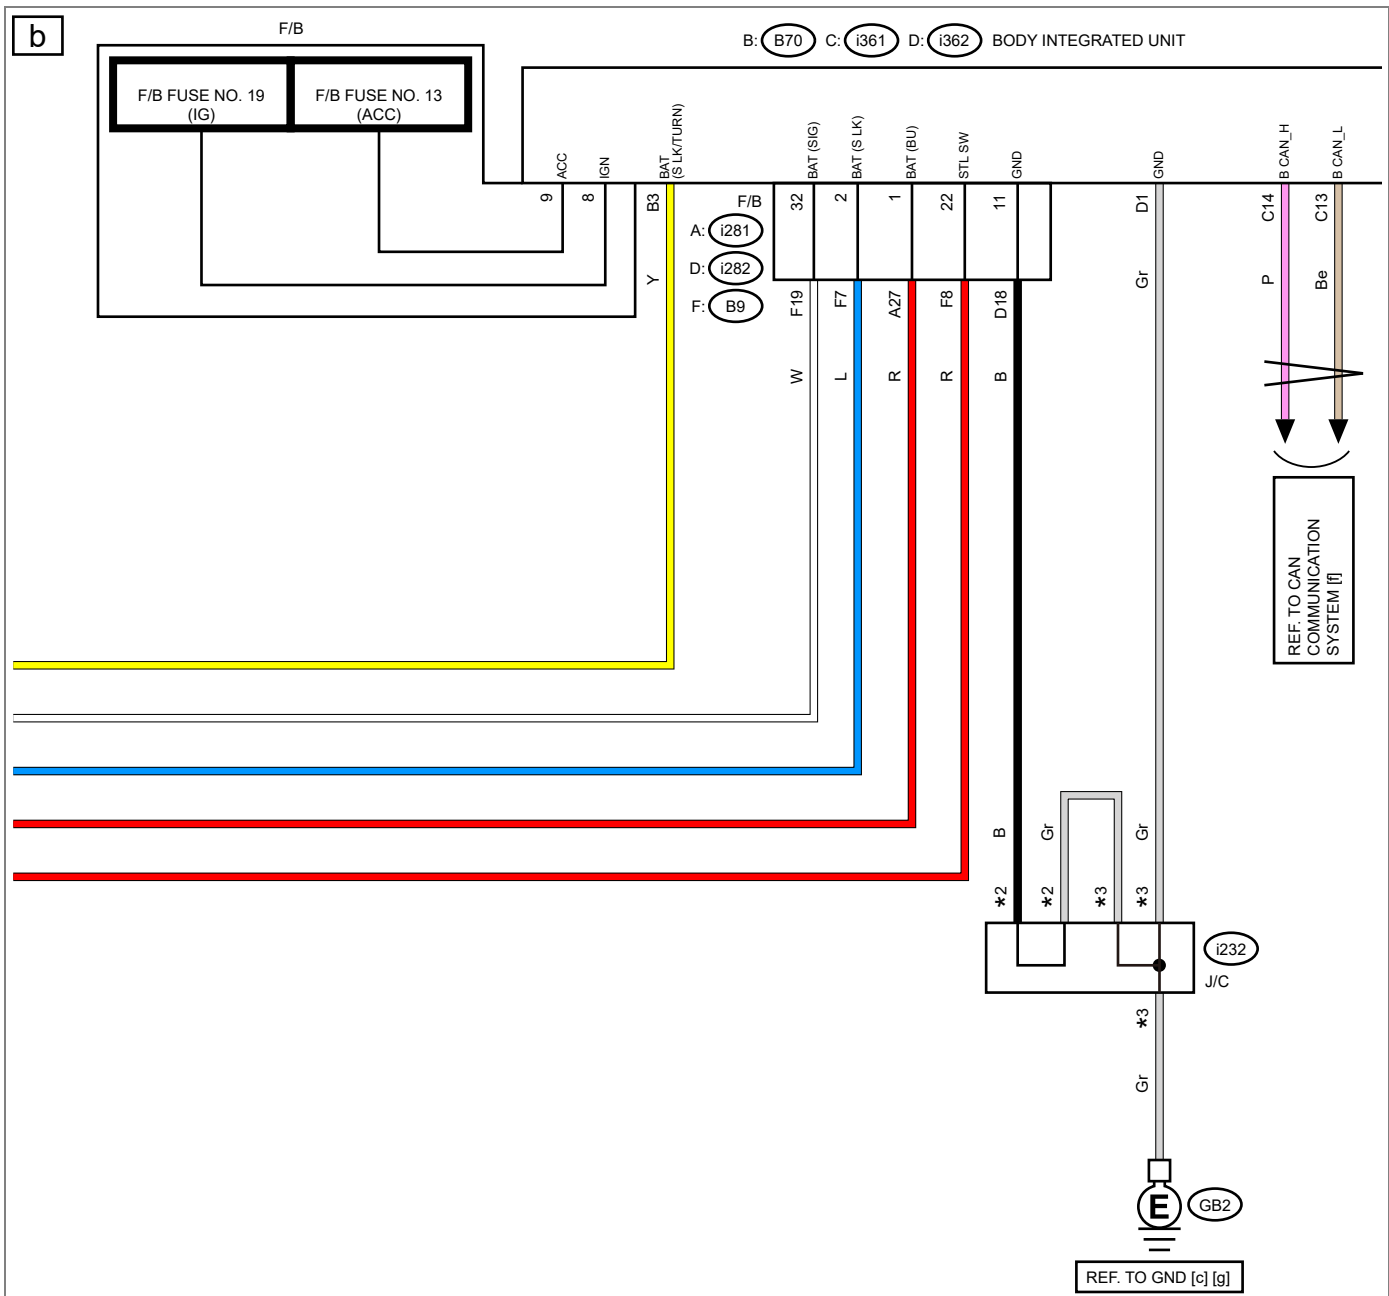 b
F/B
B: B70 C: i361 D: i362 BODY INTEGRATED UNIT
F/B FUSE NO. 19
(IG)
F/B FUSE NO. 13
(ACC)
ACC
IGN
BAT
(S LK/TURN)
BAT (SIG)
BAT (S LK)
BAT (BU)
STL SW
GND
GND
B CAN_H
B CAN_L
9
8
B3
F/B
32
2
1
22
11
D1
C14
C13
A: i281
D: i282
F: B9
Y
F19
F7
A27
F8
D18
Gr
P
Be
W
L
R
R
B
REF. TO CAN
COMMUNICATION
SYSTEM [f]
B
Gr
Gr
*2
*2
*3
*3
i232
J/C
*3
Gr
E
GB2
REF. TO GND [c] [g]